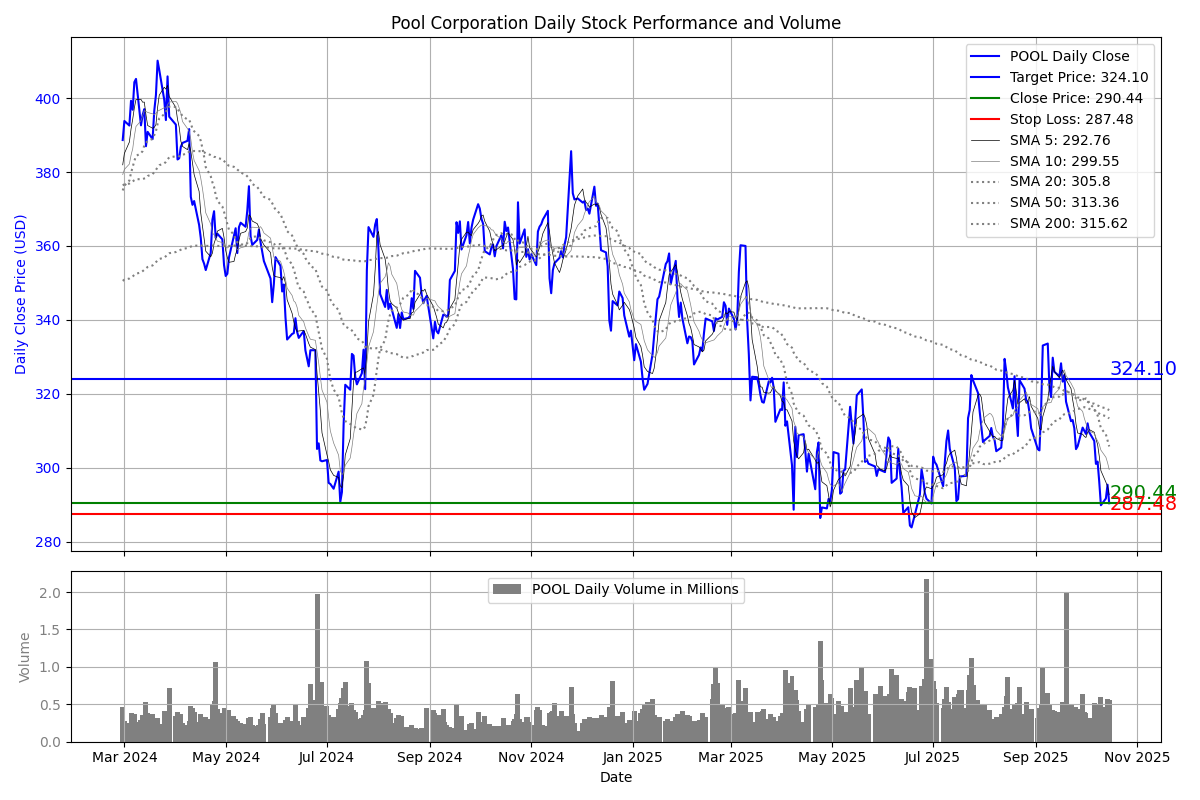 Pool Corporation Daily Stock Performance and Volume
Daily Close Price (USD)
400
380
360
340
320
300
280
POOL Daily Close
Target Price: 324.10
Close Price: 290.44
Stop Loss: 287.48
SMA 5: 292.76
SMA 10: 299.55
SMA 20: 305.8
SMA 50: 313.36
SMA 200: 315.62
324.10
290.44
287.48
Volume
2.0
1.5
1.0
0.5
0.0
POOL Daily Volume in Millions
Mar 2024 May 2024 Jul 2024 Sep 2024 Nov 2024 Jan 2025 Mar 2025 May 2025 Jul 2025 Sep 2025 Nov 2025
Date